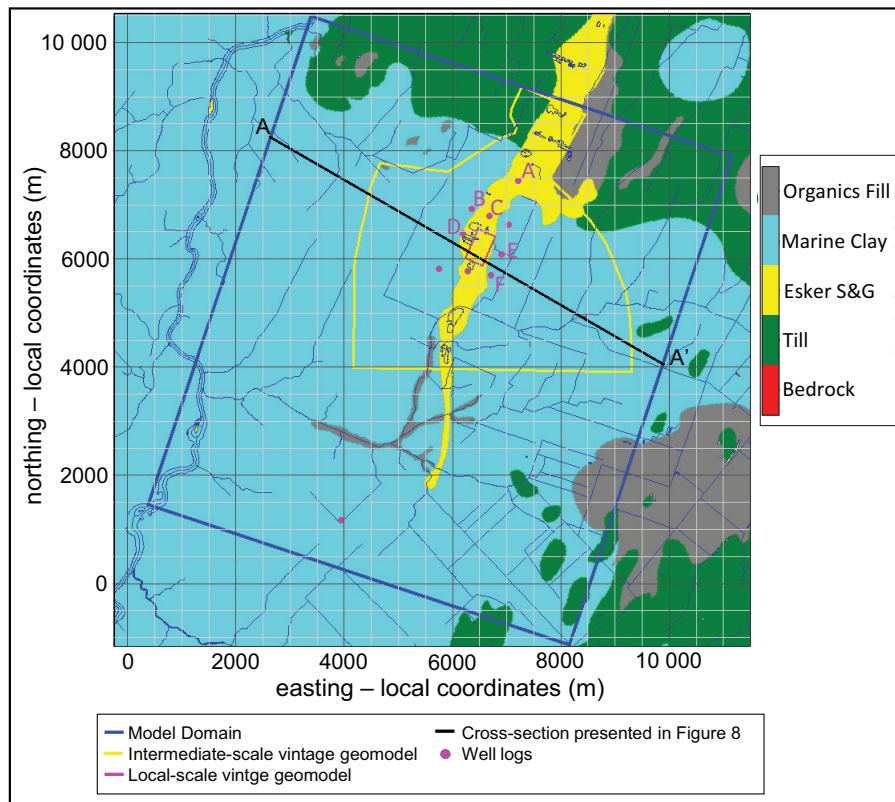 10 000
8000
6000
4000
2000
0
northing – local coordinates (m)
A
A
B
C
D
E
F
A'
0
2000
4000
6000
8000
10 000
easting – local coordinates (m)
Organics Fill
Marine Clay
Esker S&G
Till
Bedrock
Model Domain
Intermediate-scale vintage geomodel
Local-scale vintge geomodel
Cross-section presented in Figure 8
Well logs